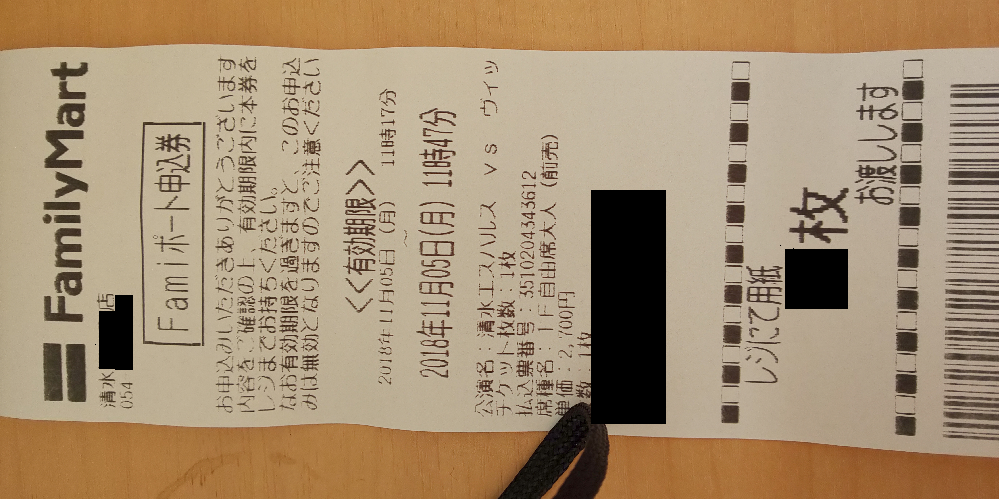 FamilyMart
清水 店
054
Famiポート申込券
お申込みいただきありがとうございます
内容をご確認の上、有効期限内に本券を
レジまでお持ちください。
なお有効期限を過ぎますと、このお申込
みは無効となりますのでご注意ください
<<有効期限>>
2018年11月05日(月) 11時17分
~
2018年11月05日(月) 11時47分
公演名:清水エスパルス vs ヴィッ
チケット枚数:1枚
払込票番号:3510204343612
席種名:1F自由席大人(前売)
単価:2,700円
数:1枚
レジにて用紙
枚
お渡しします